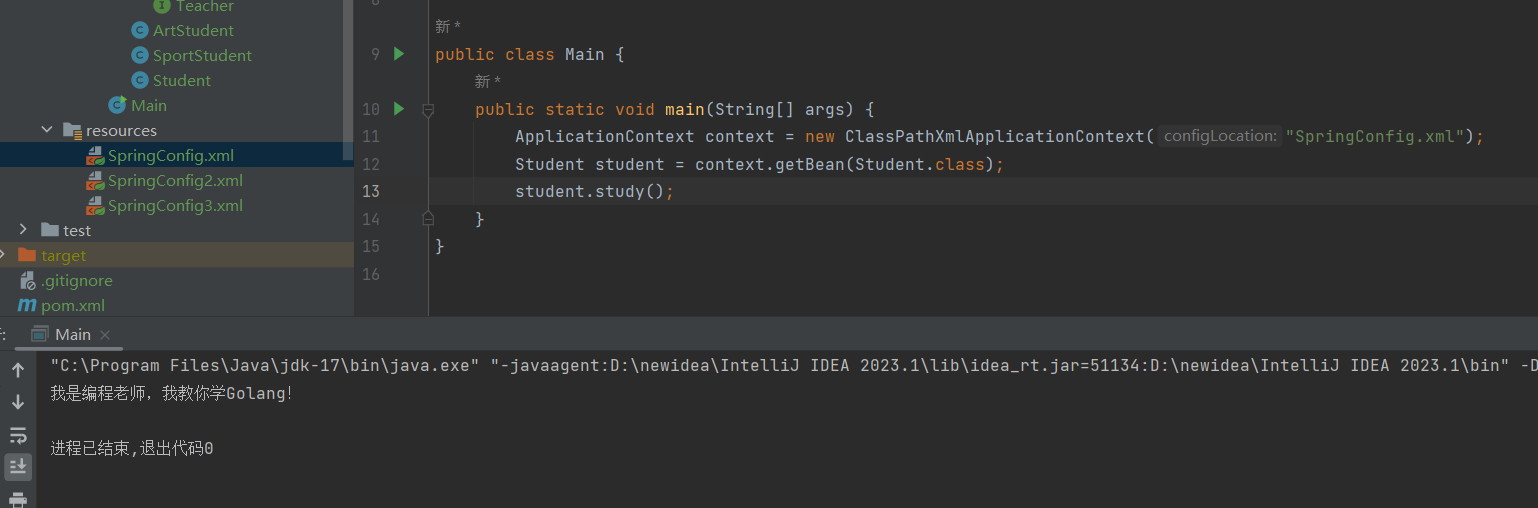 Teacher
ArtStudent
SportStudent
Student
Main
resources
SpringConfig.xml
SpringConfig2.xml
SpringConfig3.xml
test
target
.gitignore
pom.xml
新 *
9 public class Main {
新 *
10 public static void main(String[] args) {
11 ApplicationContext context = new ClassPathXmlApplicationContext( configLocation: "SpringConfig.xml");
12 Student student = context.getBean(Student.class);
13 student.study();
14 }
15 }
16
Main
"C:\Program Files\Java\jdk-17\bin\java.exe" "-javaagent:D:\newidea\IntelliJ IDEA 2023.1\lib\idea_rt.jar=51134:D:\newidea\IntelliJ IDEA 2023.1\bin" -D
我是编程老师，我教你学Golang！
进程已结束,退出代码0